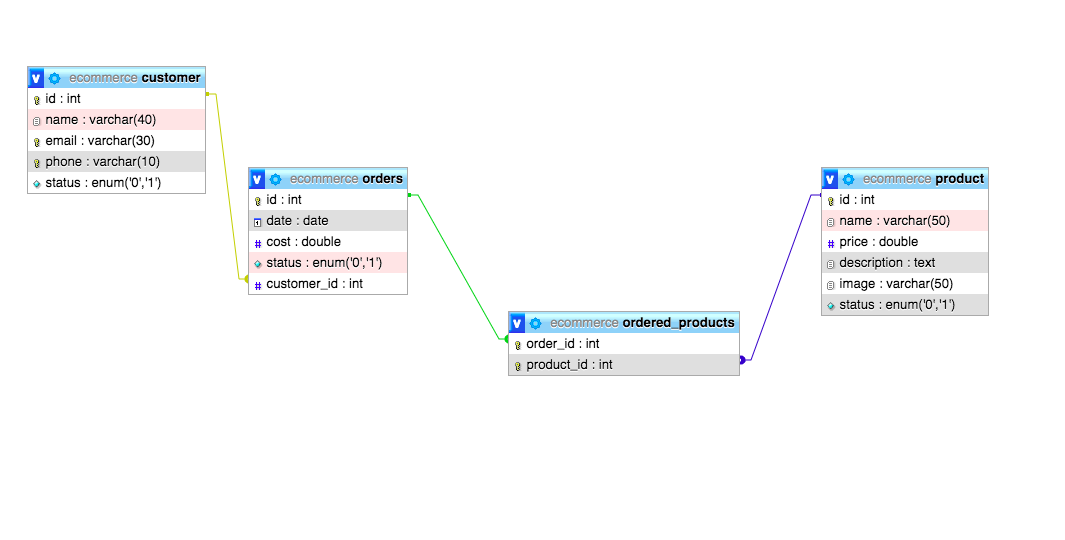 v ecommerce customer
id : int
name : varchar(40)
email : varchar(30)
phone : varchar(10)
status : enum('0','1')
v ecommerce orders
id : int
date : date
# cost : double
status : enum('0','1')
# customer_id : int
v ecommerce ordered_products
order_id : int
product_id : int
v ecommerce product
id : int
name : varchar(50)
# price : double
description : text
image : varchar(50)
status : enum('0','1')